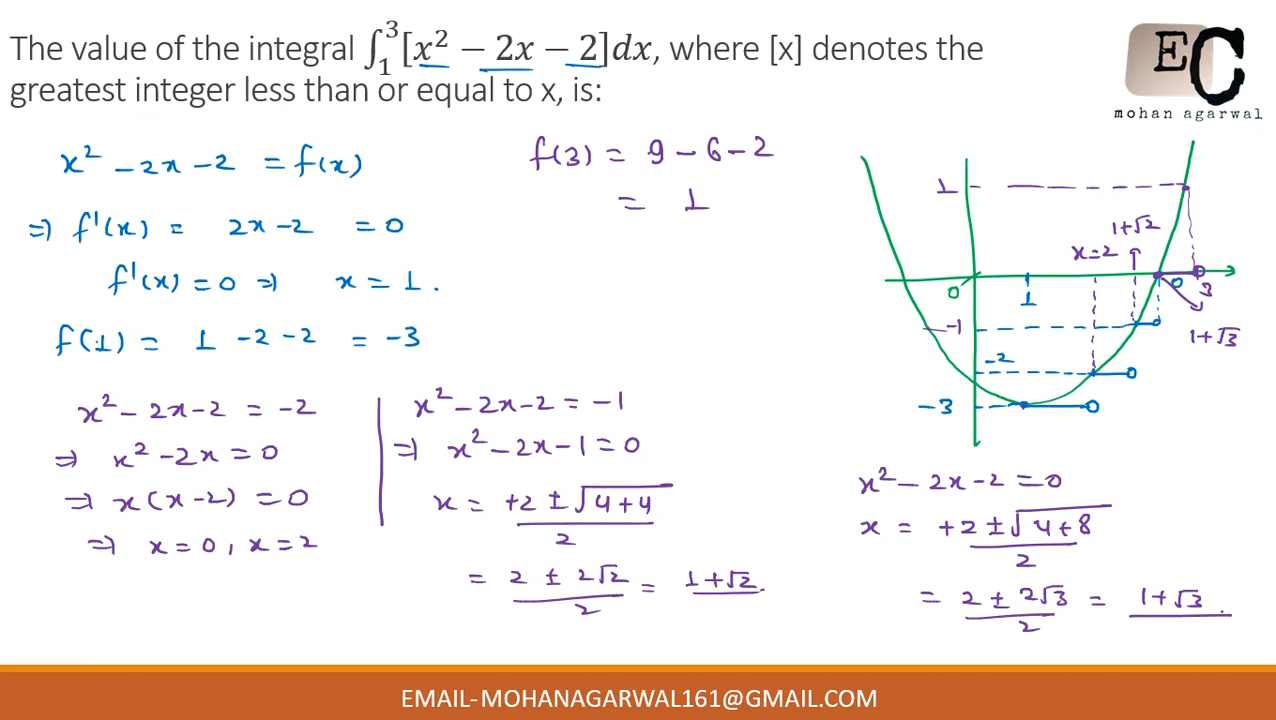 The value of the integral ∫₁³[x² − 2x − 2]dx, where [x] denotes the
greatest integer less than or equal to x, is:
EC
mohan agarwal
x² − 2x − 2 = f(x)
⇒ f'(x) = 2x−2 = 0
f'(x) = 0 ⇒ x = 1.
f(1) = 1 −2 −2 = −3
f(3) = 9 − 6 − 2
= 1
x² − 2x − 2 = −2
⇒ x² − 2x = 0
⇒ x(x−2) = 0
⇒ x = 0, x = 2
x² − 2x − 2 = −1
⇒ x² − 2x − 1 = 0
x = +2 ± √4+4 / 2
= 2 ± 2√2 / 2 = 1+√2.
1
1+√2
x=2
0
1
0
3
−1
1+√3
−2
−3
x² − 2x − 2 = 0
x = +2 ± √4+8 / 2
= 2 ± 2√3 / 2 = 1+√3.
EMAIL-MOHANAGARWAL161@GMAIL.COM